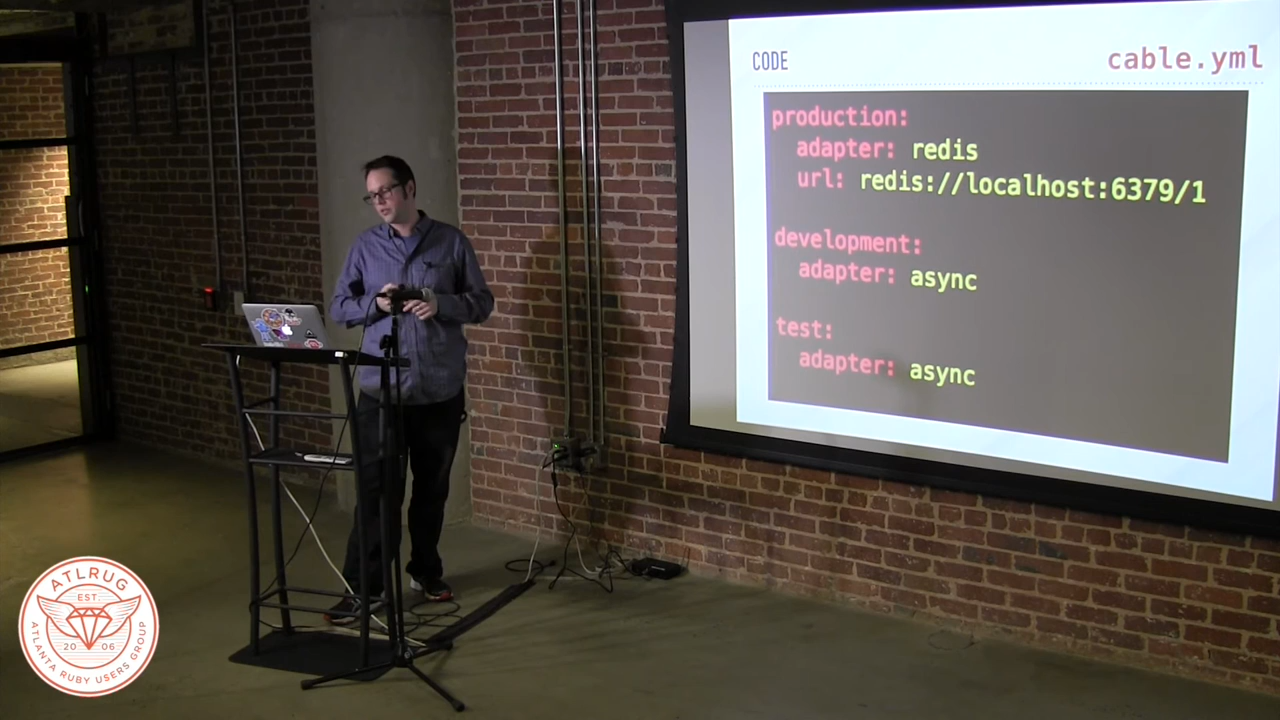 CODE
cable.yml
production:
adapter: redis
url: redis://localhost:6379/1
development:
adapter: async
test:
adapter: async
ATLRUG
EST.
20 06
ATLANTA RUBY USERS GROUP